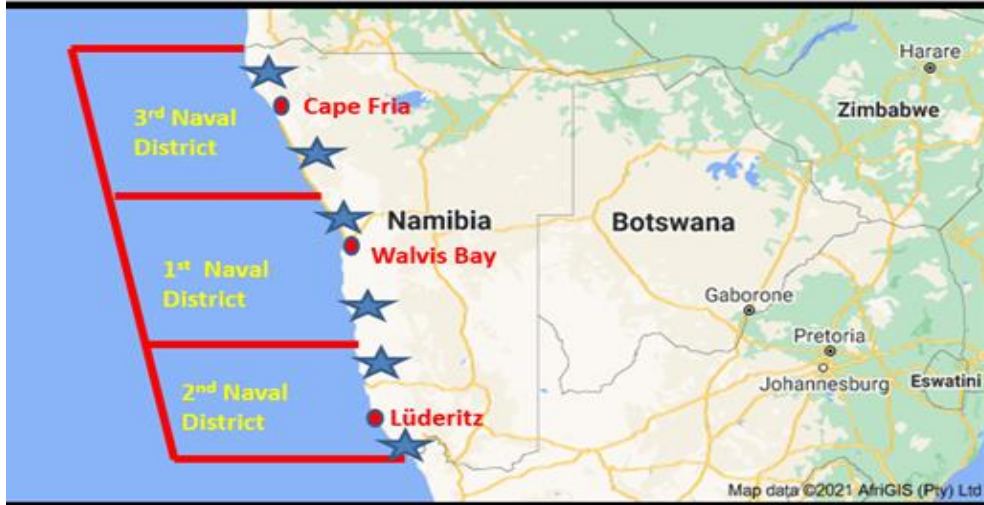 Harare
3rd Naval
District
Cape Fria
Zimbabwe
Namibia
Botswana
Walvis Bay
1st Naval
District
Gaborone
Pretoria
Johannesburg
Eswatini
2nd Naval
District
Lüderitz
Map data ©2021 AfriGIS (Pty) Ltd